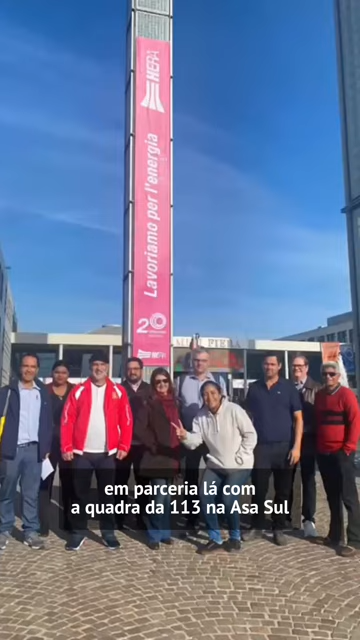 HERA
Lavoriamo per l'energia
20
em parceria lá com
a quadra da 113 na Asa Sul